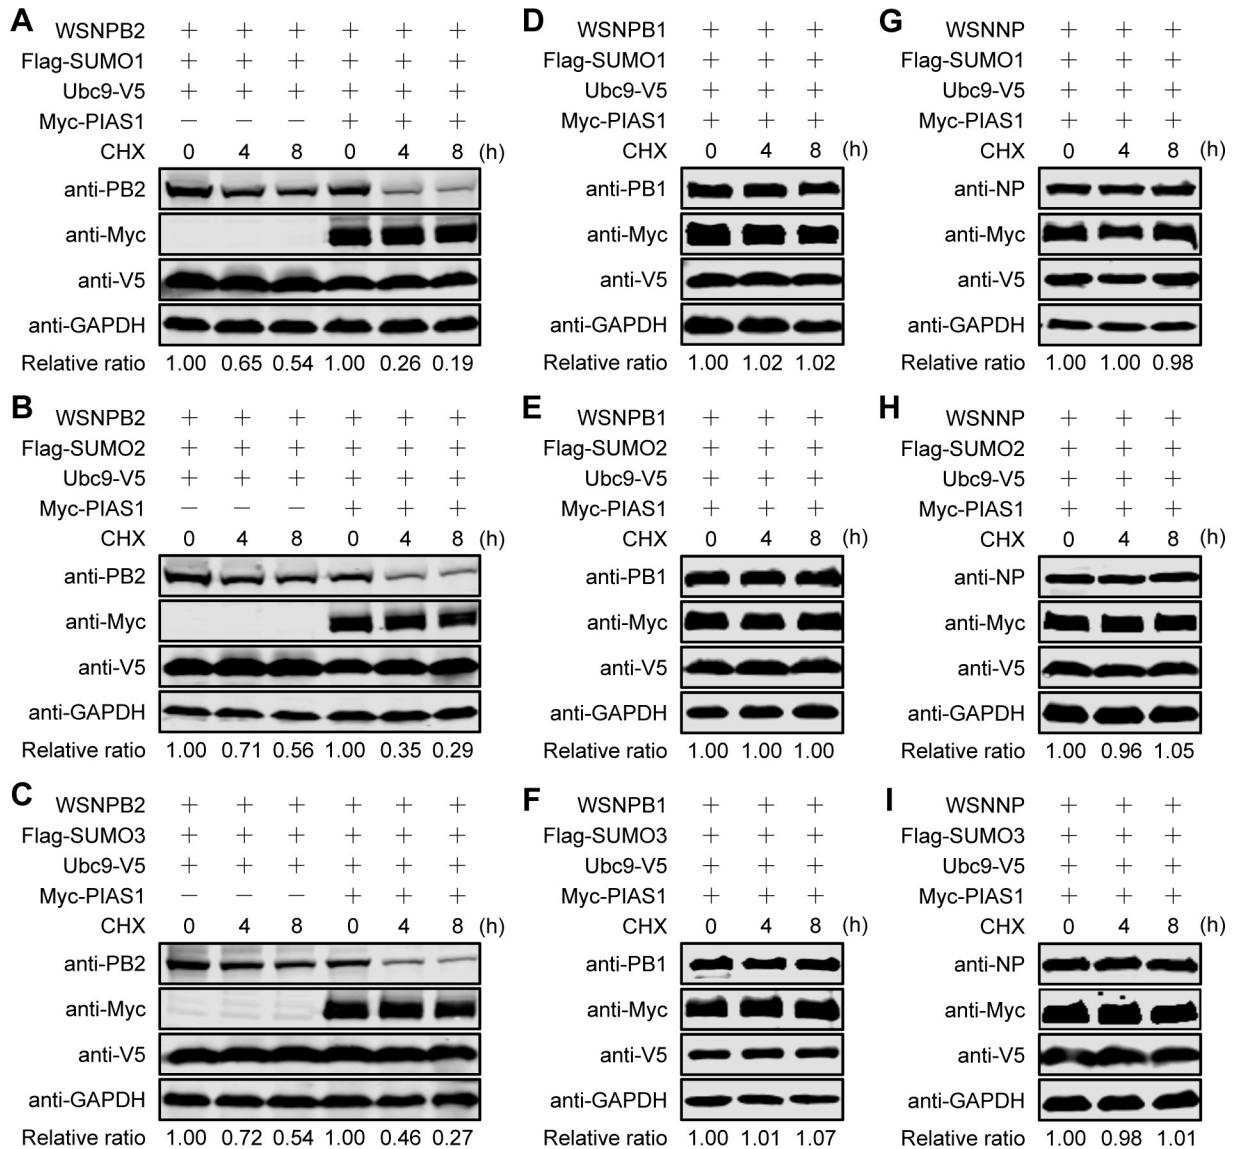 A
WSNPB2 + + + + + +
Flag-SUMO1 + + + + + +
Ubc9-V5 + + + + + +
Myc-PIAS1 − − − + + +
CHX 0 4 8 0 4 8 (h)
anti-PB2
anti-Myc
anti-V5
anti-GAPDH
Relative ratio 1.00 0.65 0.54 1.00 0.26 0.19
B
WSNPB2 + + + + + +
Flag-SUMO2 + + + + + +
Ubc9-V5 + + + + + +
Myc-PIAS1 − − − + + +
CHX 0 4 8 0 4 8 (h)
anti-PB2
anti-Myc
anti-V5
anti-GAPDH
Relative ratio 1.00 0.71 0.56 1.00 0.35 0.29
C
WSNPB2 + + + + + +
Flag-SUMO3 + + + + + +
Ubc9-V5 + + + + + +
Myc-PIAS1 − − − + + +
CHX 0 4 8 0 4 8 (h)
anti-PB2
anti-Myc
anti-V5
anti-GAPDH
Relative ratio 1.00 0.72 0.54 1.00 0.46 0.27
D
WSNPB1 + + +
Flag-SUMO1 + + +
Ubc9-V5 + + +
Myc-PIAS1 + + +
CHX 0 4 8 (h)
anti-PB1
anti-Myc
anti-V5
anti-GAPDH
Relative ratio 1.00 1.02 1.02
E
WSNPB1 + + +
Flag-SUMO2 + + +
Ubc9-V5 + + +
Myc-PIAS1 + + +
CHX 0 4 8 (h)
anti-PB1
anti-Myc
anti-V5
anti-GAPDH
Relative ratio 1.00 1.00 1.00
F
WSNPB1 + + +
Flag-SUMO3 + + +
Ubc9-V5 + + +
Myc-PIAS1 + + +
CHX 0 4 8 (h)
anti-PB1
anti-Myc
anti-V5
anti-GAPDH
Relative ratio 1.00 1.01 1.07
G
WSNNP + + +
Flag-SUMO1 + + +
Ubc9-V5 + + +
Myc-PIAS1 + + +
CHX 0 4 8 (h)
anti-NP
anti-Myc
anti-V5
anti-GAPDH
Relative ratio 1.00 1.00 0.98
H
WSNNP + + +
Flag-SUMO2 + + +
Ubc9-V5 + + +
Myc-PIAS1 + + +
CHX 0 4 8 (h)
anti-NP
anti-Myc
anti-V5
anti-GAPDH
Relative ratio 1.00 0.96 1.05
I
WSNNP + + +
Flag-SUMO3 + + +
Ubc9-V5 + + +
Myc-PIAS1 + + +
CHX 0 4 8 (h)
anti-NP
anti-Myc
anti-V5
anti-GAPDH
Relative ratio 1.00 0.98 1.01